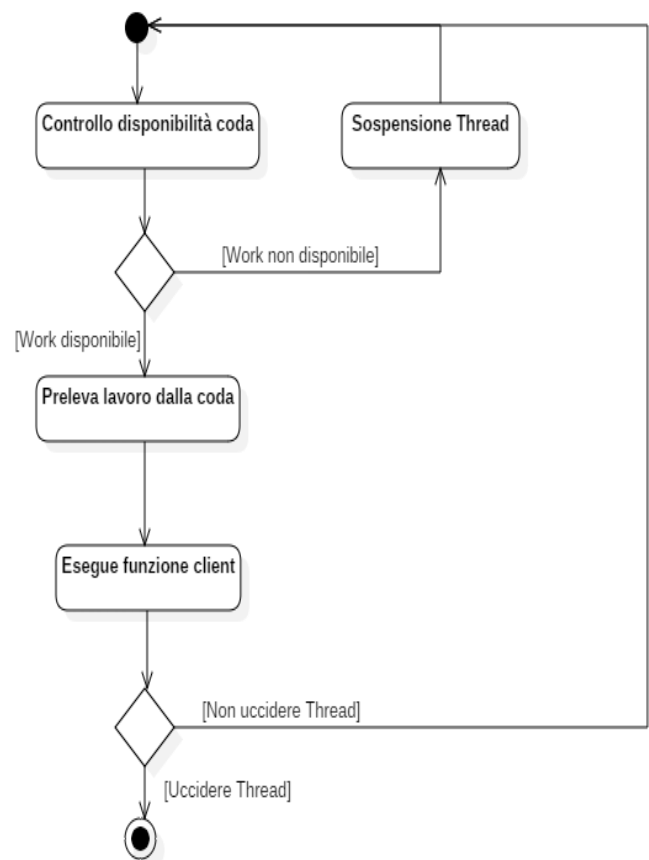 Controllo disponibilità coda
Sospensione Thread
[Work non disponibile]
[Work disponibile]
Preleva lavoro dalla coda
Esegue funzione client
[Non uccidere Thread]
[Uccidere Thread]